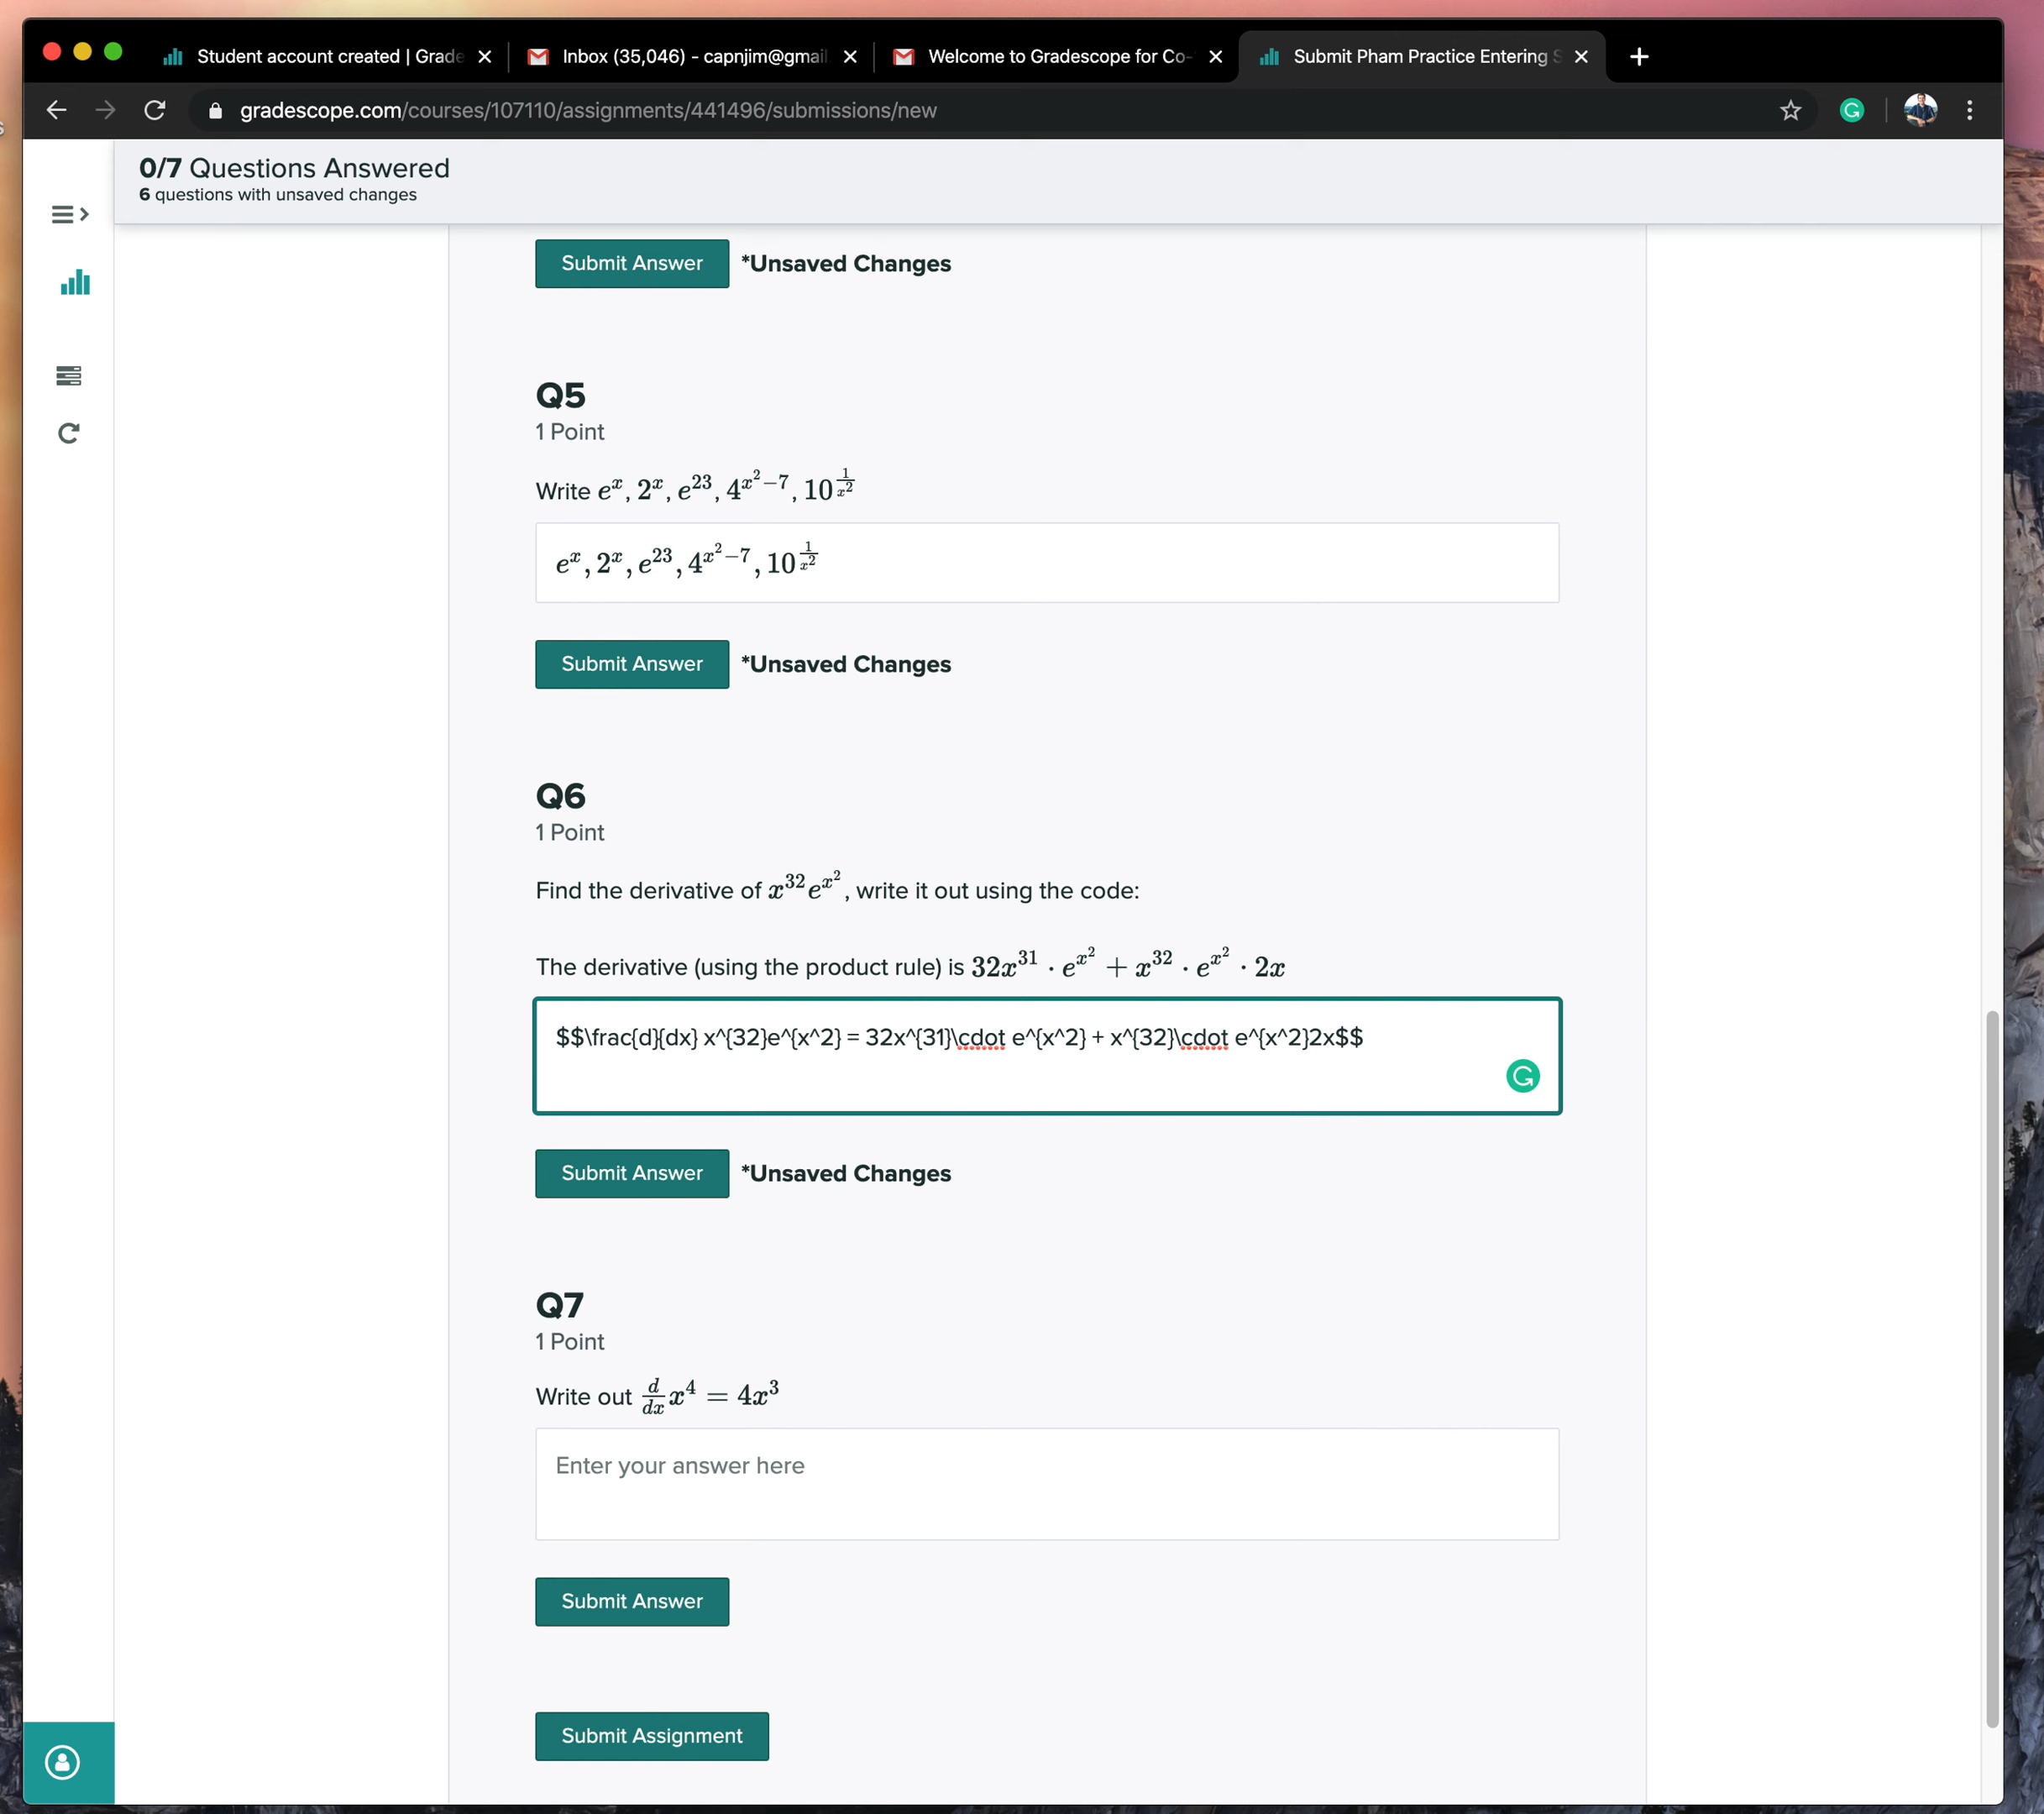 Student account created | Grade
Inbox (35,046) - capnjim@gmail
Welcome to Gradescope for Co-
Submit Pham Practice Entering S
gradescope.com/courses/107110/assignments/441496/submissions/new
0/7 Questions Answered
6 questions with unsaved changes
Submit Answer *Unsaved Changes
Q5
1 Point
Write e^x, 2^x, e^{23}, 4^{x^2-7}, 10^{\frac{1}{x^2}}
e^x, 2^x, e^{23}, 4^{x^2-7}, 10^{\frac{1}{x^2}}
Submit Answer *Unsaved Changes
Q6
1 Point
Find the derivative of x^{32}e^{x^2}, write it out using the code:
The derivative (using the product rule) is 32x^{31} · e^{x^2} + x^{32} · e^{x^2} · 2x
$$\frac{d}{dx} x^{32}e^{x^2} = 32x^{31}\cdot e^{x^2} + x^{32}\cdot e^{x^2}2x$$
Submit Answer *Unsaved Changes
Q7
1 Point
Write out \frac{d}{dx}x^4 = 4x^3
Enter your answer here
Submit Answer
Submit Assignment